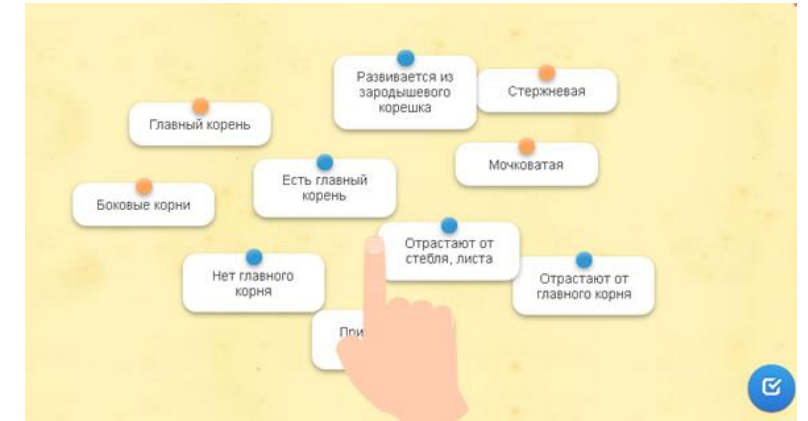 Развивается из
зародышевого
корешка
Стержневая
Главный корень
Мочковатая
Есть главный
корень
Боковые корни
Отрастают от
стебля, листа
Нет главного
корня
Отрастают от
главного корня